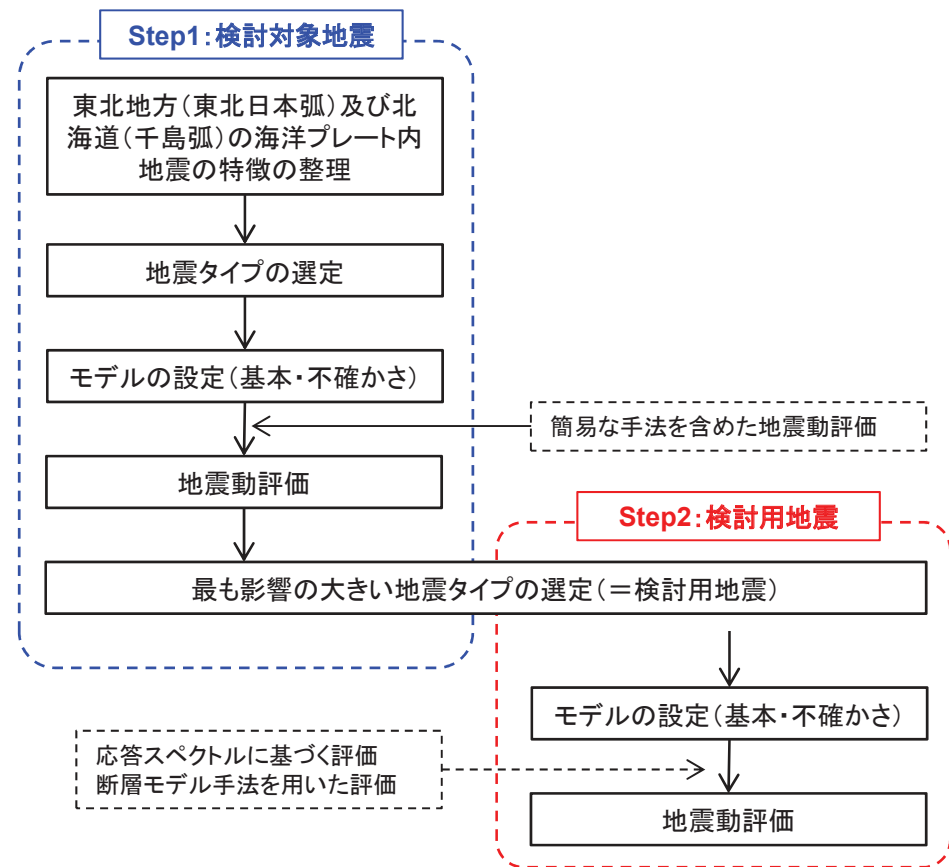 Step1:検討対象地震
東北地方(東北日本弧)及び北
海道(千島弧)の海洋プレート内
地震の特徴の整理
地震タイプの選定
モデルの設定(基本・不確かさ)
簡易な手法を含めた地震動評価
地震動評価
Step2:検討用地震
最も影響の大きい地震タイプの選定(=検討用地震)
モデルの設定(基本・不確かさ)
応答スペクトルに基づく評価
断層モデル手法を用いた評価
地震動評価